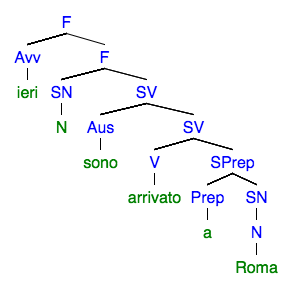 F
Avv F
ieri SN SV
N Aus SV
sono V SPrep
arrivato Prep SN
a N
Roma